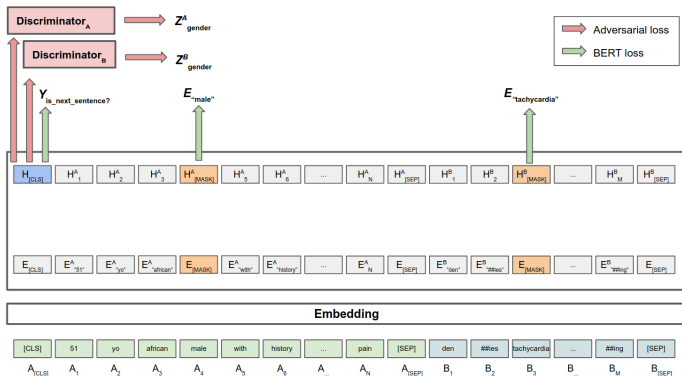 Discriminator_A Z^A_gender
Adversarial loss
BERT loss
Discriminator_B Z^B_gender
Y_is_next_sentence? E_"male" E_"tachycardia"
H_[CLS] H^A_1 H^A_2 H^A_3 H^A_[MASK] H^A_5 H^A_6 ... H^A_N H^A_[SEP] H^B_1 H^B_2 H^B_[MASK] ... H^B_M H^B_[SEP]
E_[CLS] E^A_"51" E^A_"yo" E^A_"african" E_[MASK] E^A_"with" E^A_"history" ... E^A_N E_[SEP] E^B_"den" E^B_"##ies" E_[MASK] ... E^B_"##ing" E_[SEP]
Embedding
[CLS] 51 yo african male with history ... pain [SEP] den ##ies tachycardia ... ##ing [SEP]
A_[CLS] A_1 A_2 A_3 A_4 A_5 A_6 A_... A_N A_[SEP] B_1 B_2 B_3 B_... B_M B_[SEP]